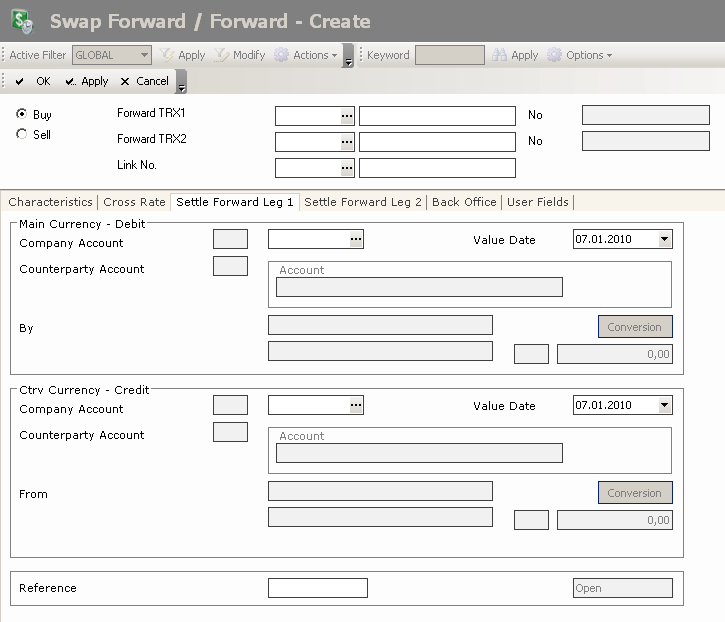 Swap Forward / Forward - Create
Active Filter GLOBAL Apply Modify Actions Keyword Apply Options
OK Apply Cancel
Buy Forward TRX1 ... No
Sell Forward TRX2 ... No
Link No. ...
Characteristics Cross Rate Settle Forward Leg 1 Settle Forward Leg 2 Back Office User Fields
Main Currency - Debit
Company Account ... Value Date 07.01.2010
Counterparty Account Account
By Conversion
0,00
Ctrv Currency - Credit
Company Account ... Value Date 07.01.2010
Counterparty Account Account
From Conversion
0,00
Reference Open